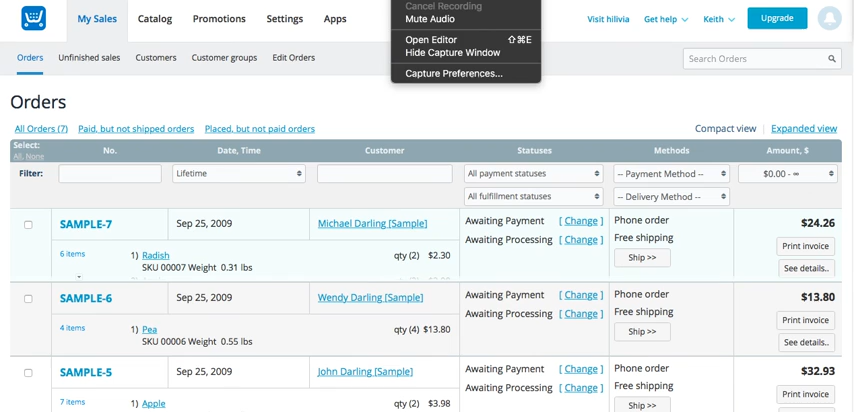 Cancel Recording
Mute Audio
Open Editor ⇧⌘E
Hide Capture Window
Capture Preferences...
My Sales Catalog Promotions Settings Apps Visit hilivia Get help Keith Upgrade
Orders Unfinished sales Customers Customer groups Edit Orders Search Orders
Orders
All Orders (7) Paid, but not shipped orders Placed, but not paid orders Compact view | Expanded view
Select: All, None No. Date, Time Customer Statuses Methods Amount, $
Filter: Lifetime All payment statuses -- Payment Method -- $0.00 - ∞
All fulfillment statuses -- Delivery Method --
SAMPLE-7 Sep 25, 2009 Michael Darling [Sample] Awaiting Payment [ Change ] Phone order $24.26
Awaiting Processing [ Change ] Free shipping Print invoice
6 items 1) Radish qty (2) $2.30 Ship >>
SKU 00007 Weight 0.31 lbs See details..
SAMPLE-6 Sep 25, 2009 Wendy Darling [Sample] Awaiting Payment [ Change ] Phone order $13.80
Awaiting Processing [ Change ] Free shipping Print invoice
4 items 1) Pea qty (4) $13.80 Ship >>
SKU 00006 Weight 0.55 lbs See details..
SAMPLE-5 Sep 25, 2009 John Darling [Sample] Awaiting Payment [ Change ] Phone order $32.93
Awaiting Processing [ Change ] Free shipping Print invoice
7 items 1) Apple qty (2) $3.98 Ship >>